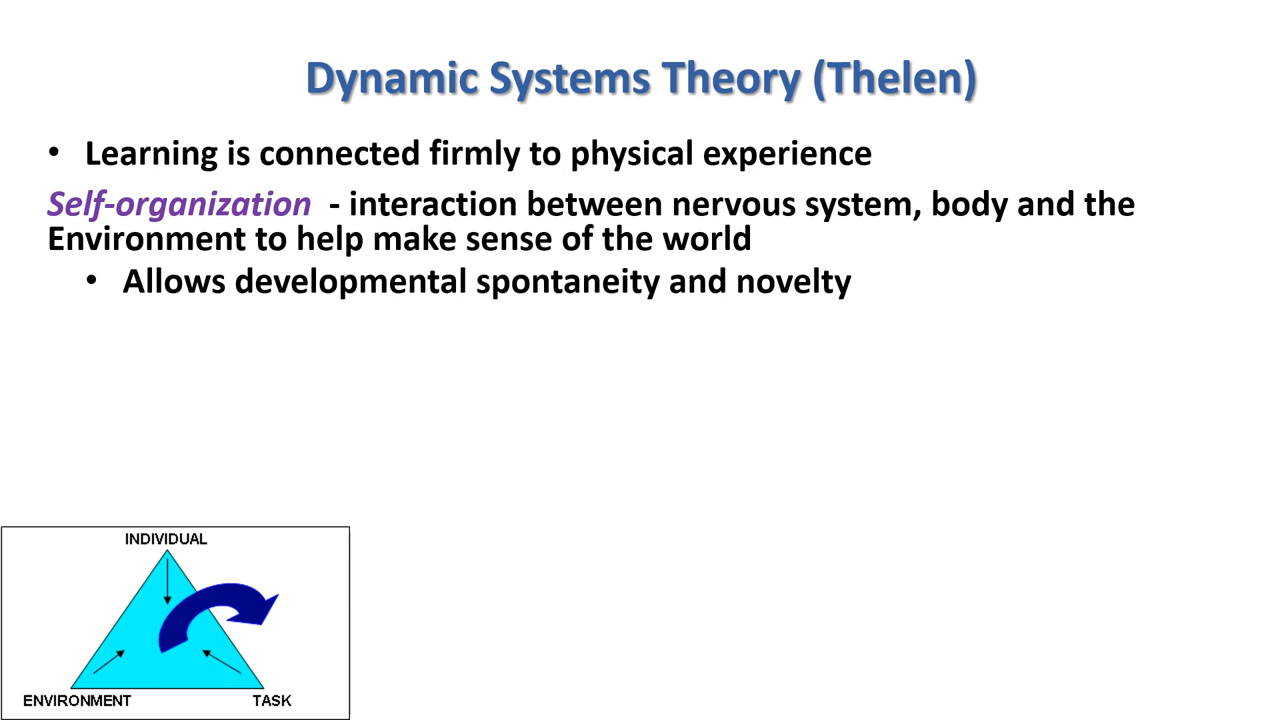 Dynamic Systems Theory (Thelen)
• Learning is connected firmly to physical experience
Self-organization - interaction between nervous system, body and the
Environment to help make sense of the world
• Allows developmental spontaneity and novelty
INDIVIDUAL
ENVIRONMENT TASK